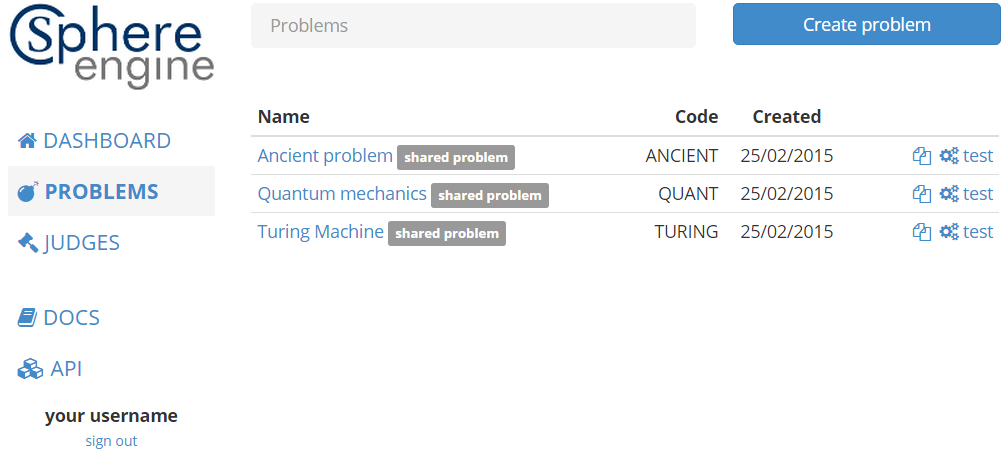 Sphere
engine
Problems
Create problem
DASHBOARD
PROBLEMS
JUDGES
DOCS
API
your username
sign out
Name Code Created
Ancient problem shared problem ANCIENT 25/02/2015 test
Quantum mechanics shared problem QUANT 25/02/2015 test
Turing Machine shared problem TURING 25/02/2015 test